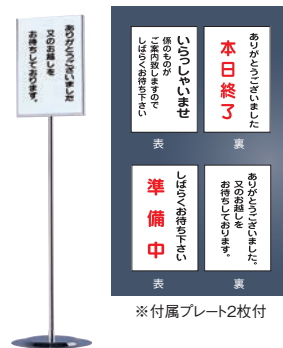 ありがとうございました
又のお越しを
お待ちしております。
いらっしゃいませ
係のものが
ご案内致しますので
しばらくお待ち下さい
表
ありがとうございました
本日終了
裏
しばらくお待ち下さい
準備中
表
ありがとうございました。
又のお越しを
お待ちしております。
裏
※付属プレート2枚付